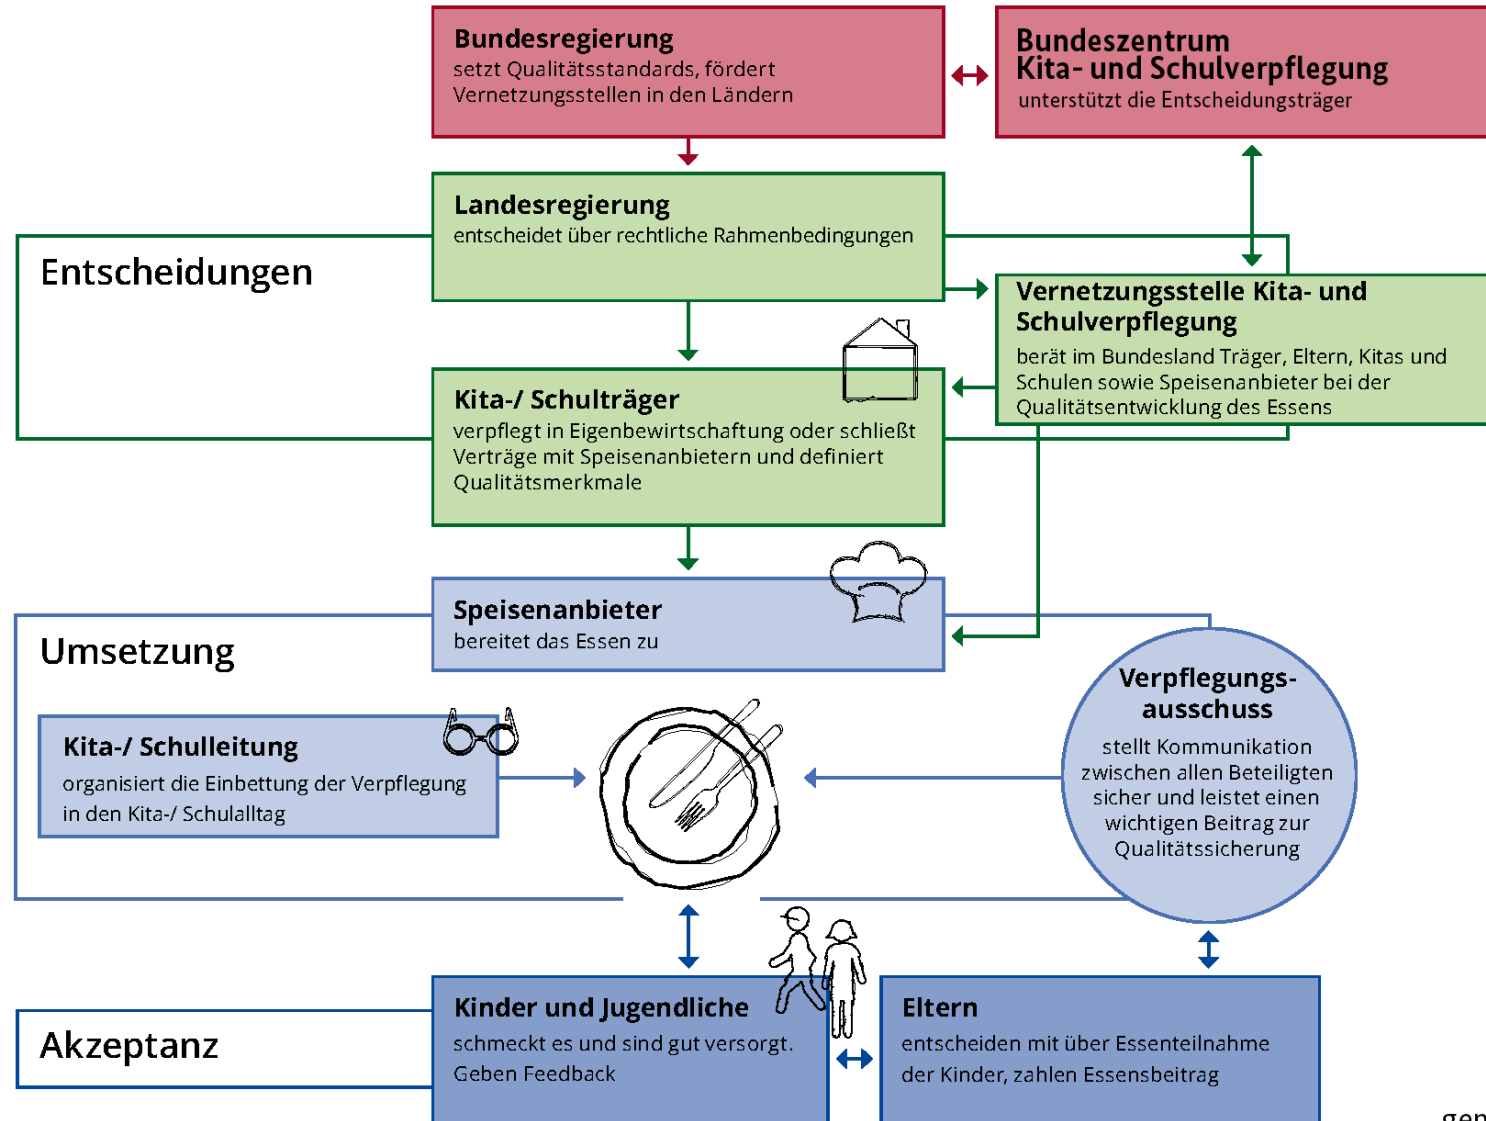 Bundesregierung
setzt Qualitätsstandards, fördert
Vernetzungsstellen in den Ländern
Bundeszentrum
Kita- und Schulverpflegung
unterstützt die Entscheidungsträger
Landesregierung
entscheidet über rechtliche Rahmenbedingungen
Entscheidungen
Vernetzungsstelle Kita- und
Schulverpflegung
berät im Bundesland Träger, Eltern, Kitas und
Schulen sowie Speisenanbieter bei der
Qualitätsentwicklung des Essens
Kita-/ Schulträger
verpflegt in Eigenbewirtschaftung oder schließt
Verträge mit Speisenanbietern und definiert
Qualitätsmerkmale
Speisenanbieter
bereitet das Essen zu
Umsetzung
Kita-/ Schulleitung
organisiert die Einbettung der Verpflegung
in den Kita-/ Schulalltag
Verpflegungs-
ausschuss
stellt Kommunikation
zwischen allen Beteiligten
sicher und leistet einen
wichtigen Beitrag zur
Qualitätssicherung
Akzeptanz
Kinder und Jugendliche
schmeckt es und sind gut versorgt.
Geben Feedback
Eltern
entscheiden mit über Essenteilnahme
der Kinder, zahlen Essensbeitrag